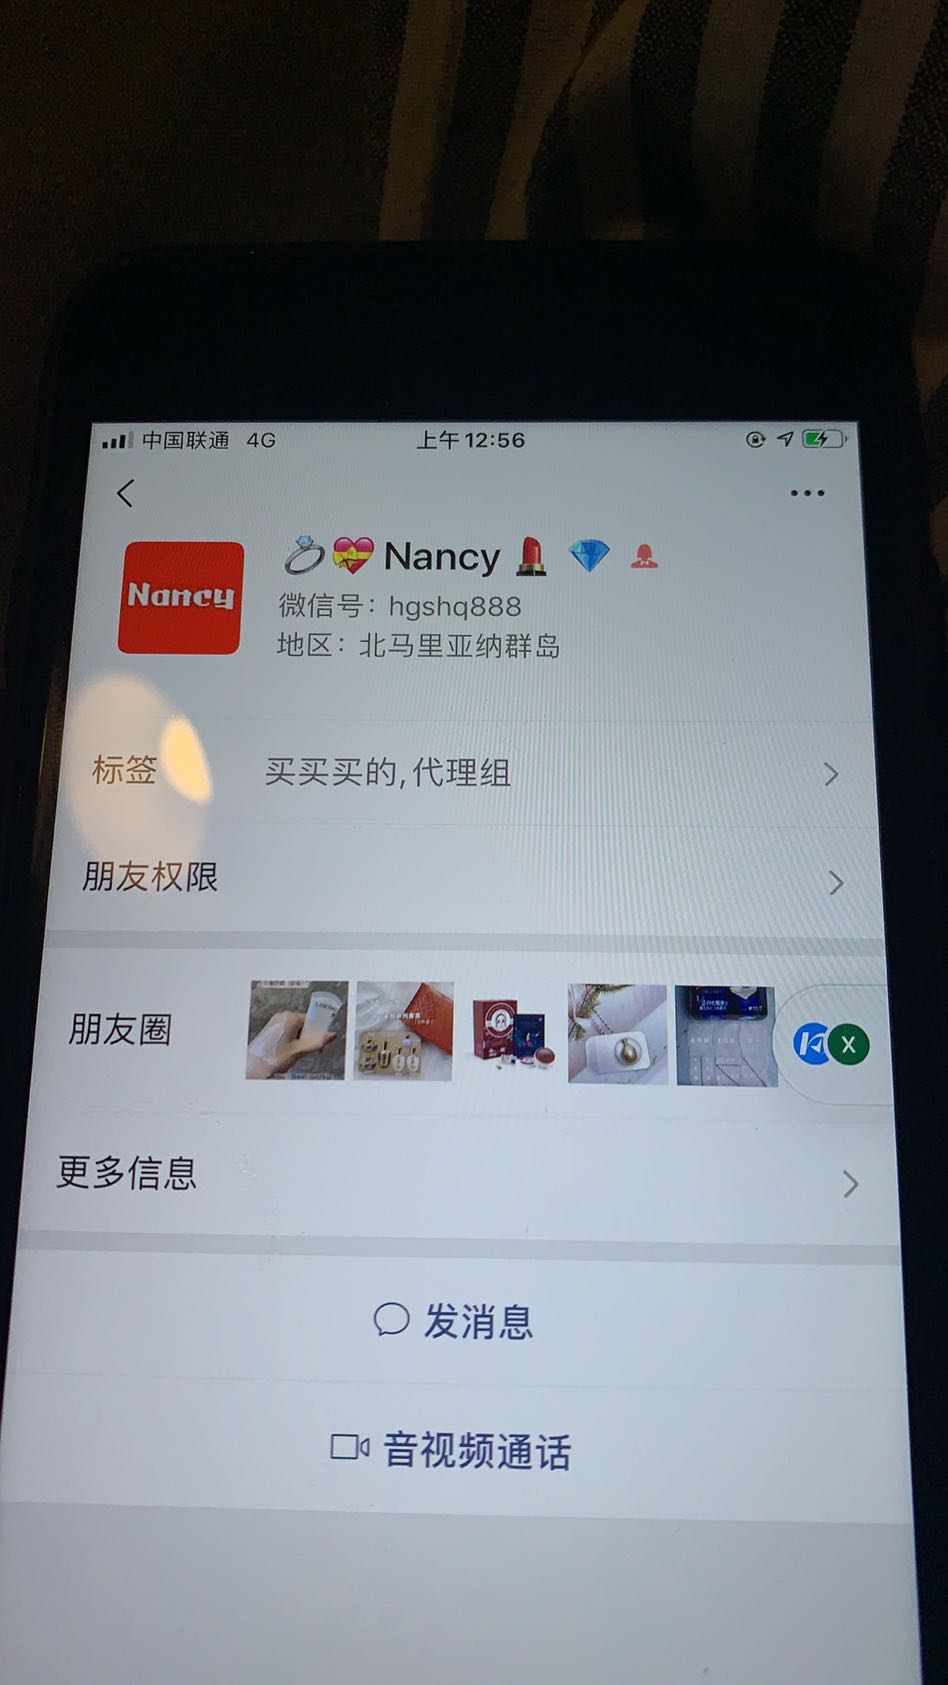 中国联通 4G 上午 12:56
Nancy
Nancy
微信号：hgshq888
地区：北马里亚纳群岛
标签 买买买的,代理组
朋友权限
朋友圈
X
更多信息
发消息
音视频通话